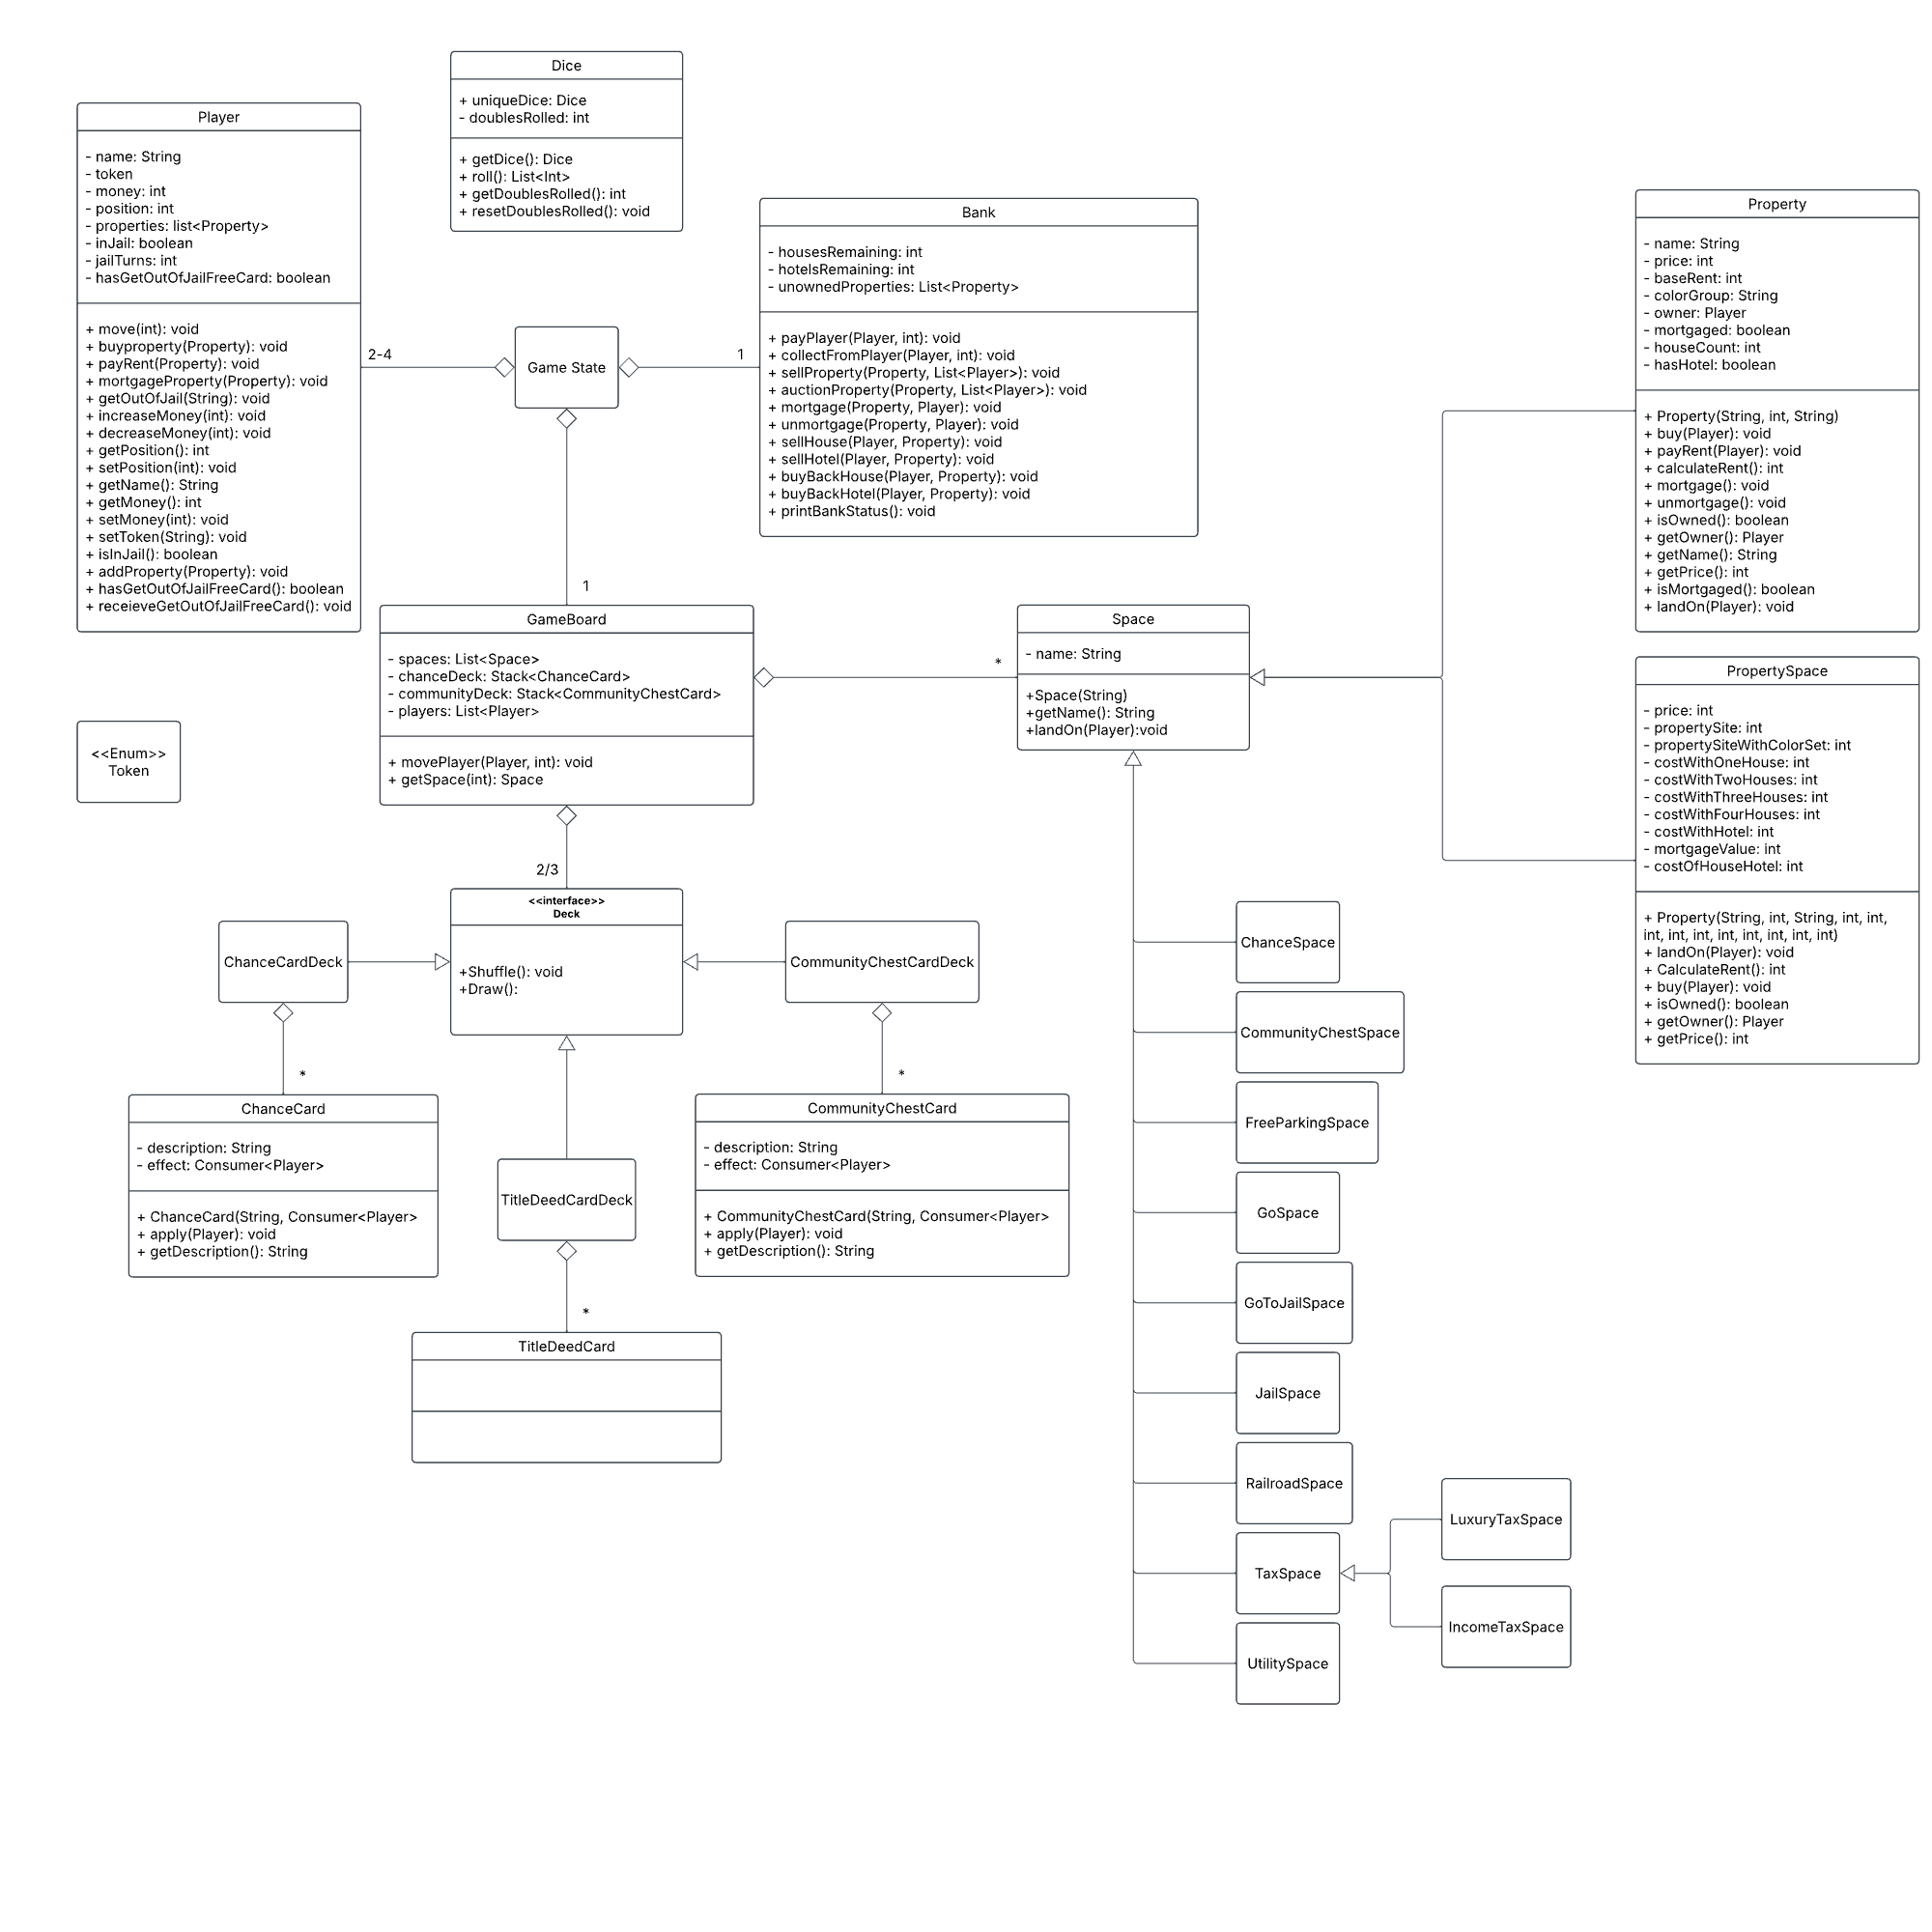 Dice
+ uniqueDice: Dice
- doublesRolled: int
+ getDice(): Dice
+ roll(): List<Int>
+ getDoublesRolled(): int
+ resetDoublesRolled(): void
Player
- name: String
- token
- money: int
- position: int
- properties: list<Property>
- inJail: boolean
- jailTurns: int
- hasGetOutOfJailFreeCard: boolean
+ move(int): void
+ buyproperty(Property): void
+ payRent(Property): void
+ mortgageProperty(Property): void
+ getOutOfJail(String): void
+ increaseMoney(int): void
+ decreaseMoney(int): void
+ getPosition(): int
+ setPosition(int): void
+ getName(): String
+ getMoney(): int
+ setMoney(int): void
+ setToken(String): void
+ isInJail(): boolean
+ addProperty(Property): void
+ hasGetOutOfJailFreeCard(): boolean
+ receieveGetOutOfJailFreeCard(): void
2-4
Game State
1
1
Bank
- housesRemaining: int
- hotelsRemaining: int
- unownedProperties: List<Property>
+ payPlayer(Player, int): void
+ collectFromPlayer(Player, int): void
+ sellProperty(Property, List<Player>): void
+ auctionProperty(Property, List<Player>): void
+ mortgage(Property, Player): void
+ unmortgage(Property, Player): void
+ sellHouse(Player, Property): void
+ sellHotel(Player, Property): void
+ buyBackHouse(Player, Property): void
+ buyBackHotel(Player, Property): void
+ printBankStatus(): void
Property
- name: String
- price: int
- baseRent: int
- colorGroup: String
- owner: Player
- mortgaged: boolean
- houseCount: int
- hasHotel: boolean
+ Property(String, int, String)
+ buy(Player): void
+ payRent(Player): void
+ calculateRent(): int
+ mortgage(): void
+ unmortgage(): void
+ isOwned(): boolean
+ getOwner(): Player
+ getName(): String
+ getPrice(): int
+ isMortgaged(): boolean
+ landOn(Player): void
GameBoard
- spaces: List<Space>
- chanceDeck: Stack<ChanceCard>
- communityDeck: Stack<CommunityChestCard>
- players: List<Player>
+ movePlayer(Player, int): void
+ getSpace(int): Space
*
Space
- name: String
+Space(String)
+getName(): String
+landOn(Player):void
PropertySpace
- price: int
- propertySite: int
- propertySiteWithColorSet: int
- costWithOneHouse: int
- costWithTwoHouses: int
- costWithThreeHouses: int
- costWithFourHouses: int
- costWithHotel: int
- mortgageValue: int
- costOfHouseHotel: int
+ Property(String, int, String, int, int,
int, int, int, int, int, int, int, int)
+ landOn(Player): void
+ CalculateRent(): int
+ buy(Player): void
+ isOwned(): boolean
+ getOwner(): Player
+ getPrice(): int
<<Enum>>
Token
2/3
<<interface>>
Deck
+Shuffle(): void
+Draw():
ChanceCardDeck
CommunityChestCardDeck
*
*
ChanceCard
- description: String
- effect: Consumer<Player>
+ ChanceCard(String, Consumer<Player>
+ apply(Player): void
+ getDescription(): String
TitleDeedCardDeck
CommunityChestCard
- description: String
- effect: Consumer<Player>
+ CommunityChestCard(String, Consumer<Player>
+ apply(Player): void
+ getDescription(): String
*
TitleDeedCard
ChanceSpace
CommunityChestSpace
FreeParkingSpace
GoSpace
GoToJailSpace
JailSpace
RailroadSpace
TaxSpace
UtilitySpace
LuxuryTaxSpace
IncomeTaxSpace